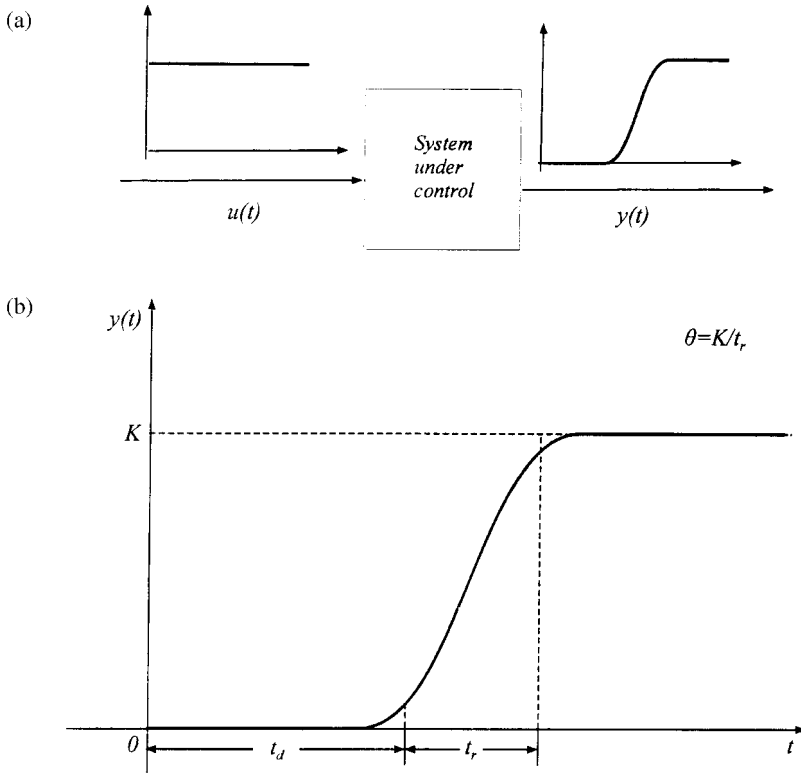 (a)
System
under
control
u(t)
y(t)
(b)
y(t)
θ=K/t_r
K
0
t_d
t_r
t